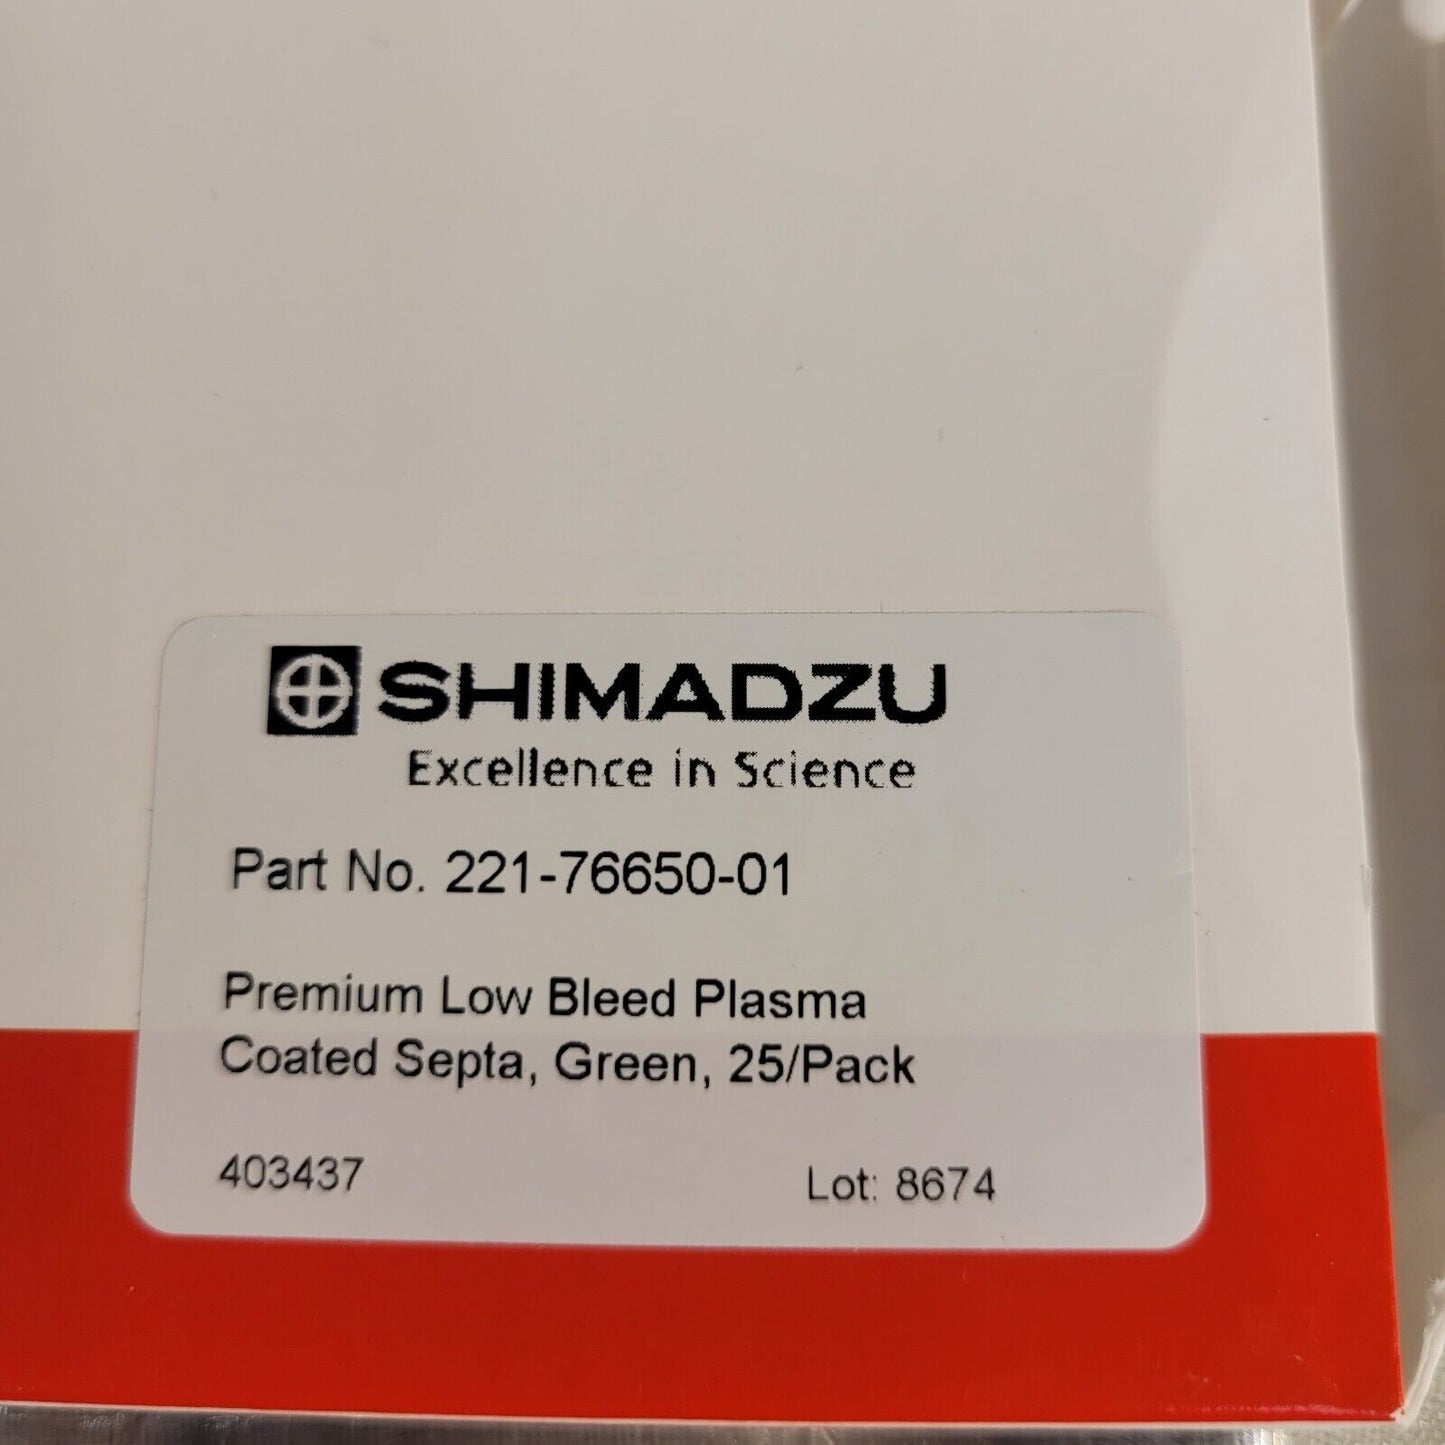 SHIMADZU
Excellence in Science
Part No. 221-76650-01
Premium Low Bleed Plasma
Coated Septa, Green, 25/Pack
403437
Lot: 8674